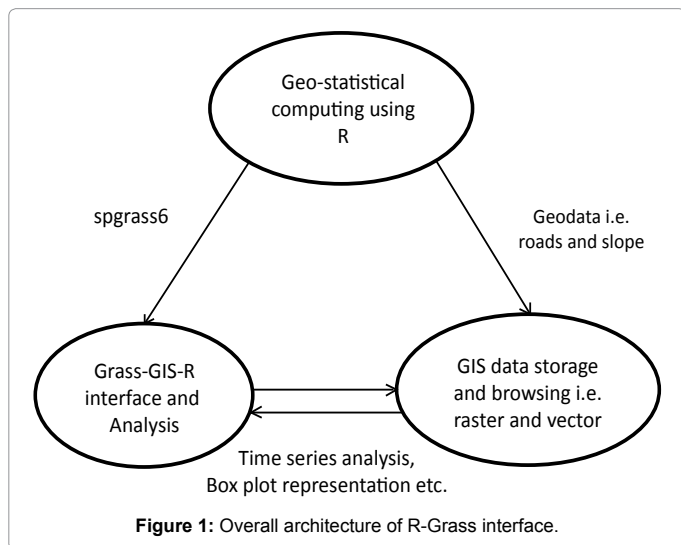 Geo-statistical
computing using
R
spgrass6
Geodata i.e.
roads and slope
Grass-GIS-R
interface and
Analysis
GIS data storage
and browsing i.e.
raster and vector
Time series analysis,
Box plot representation etc.
Figure 1: Overall architecture of R-Grass interface.